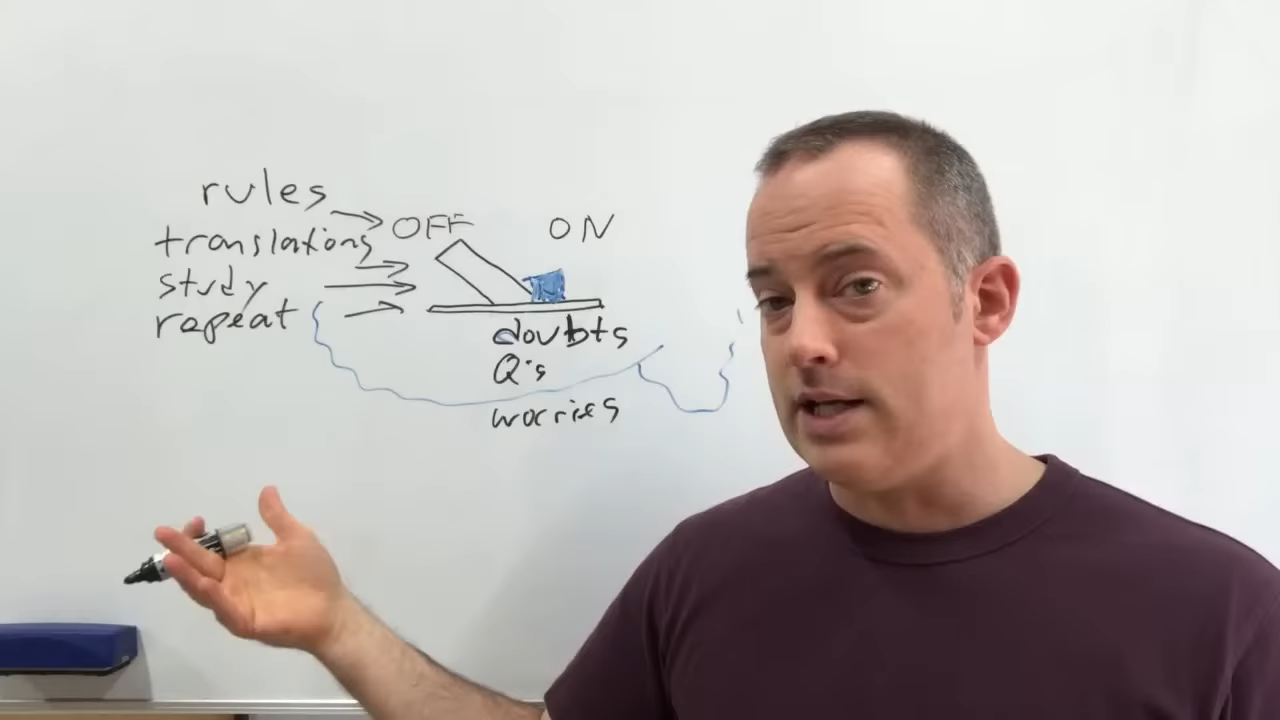 rules
translations
study
repeat
OFF ON
doubts
Q's
worries